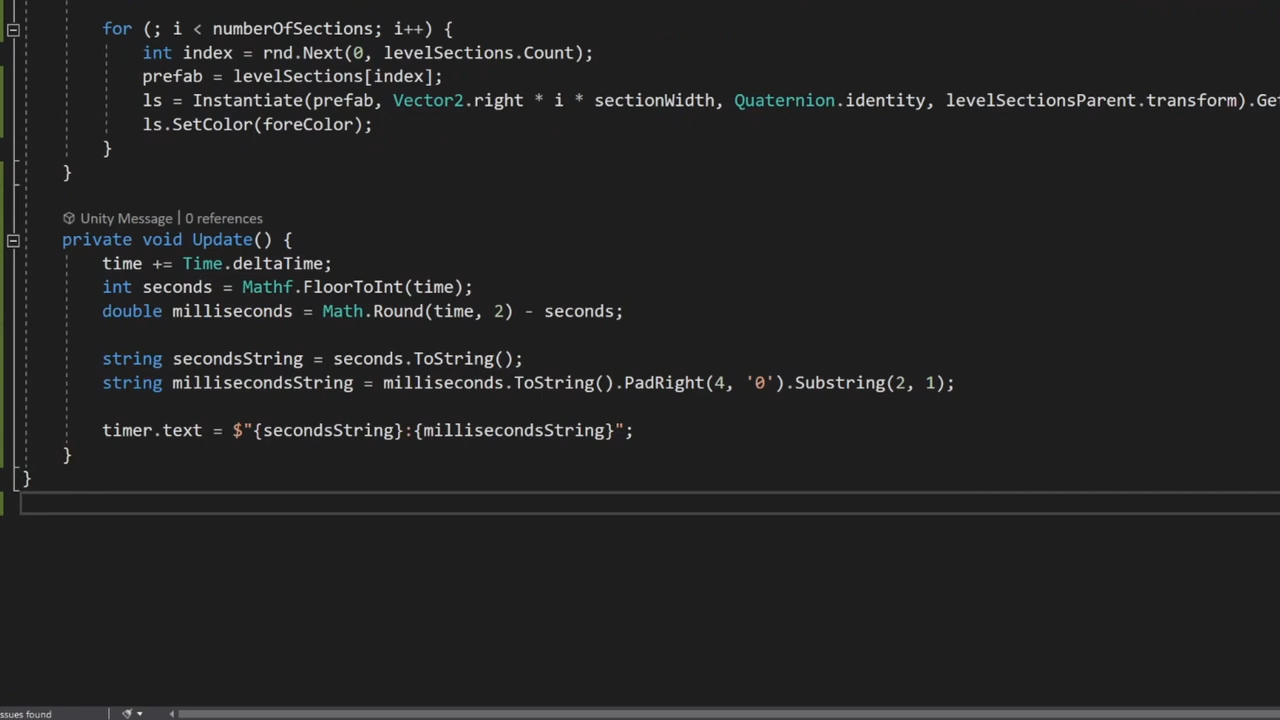 for (; i < numberOfSections; i++) {
int index = rnd.Next(0, levelSections.Count);
prefab = levelSections[index];
ls = Instantiate(prefab, Vector2.right * i * sectionWidth, Quaternion.identity, levelSectionsParent.transform).Ge
ls.SetColor(foreColor);
}
}
Unity Message | 0 references
private void Update() {
time += Time.deltaTime;
int seconds = Mathf.FloorToInt(time);
double milliseconds = Math.Round(time, 2) - seconds;
string secondsString = seconds.ToString();
string millisecondsString = milliseconds.ToString().PadRight(4, '0').Substring(2, 1);
timer.text = $"{secondsString}:{millisecondsString}";
}
}
ssues found